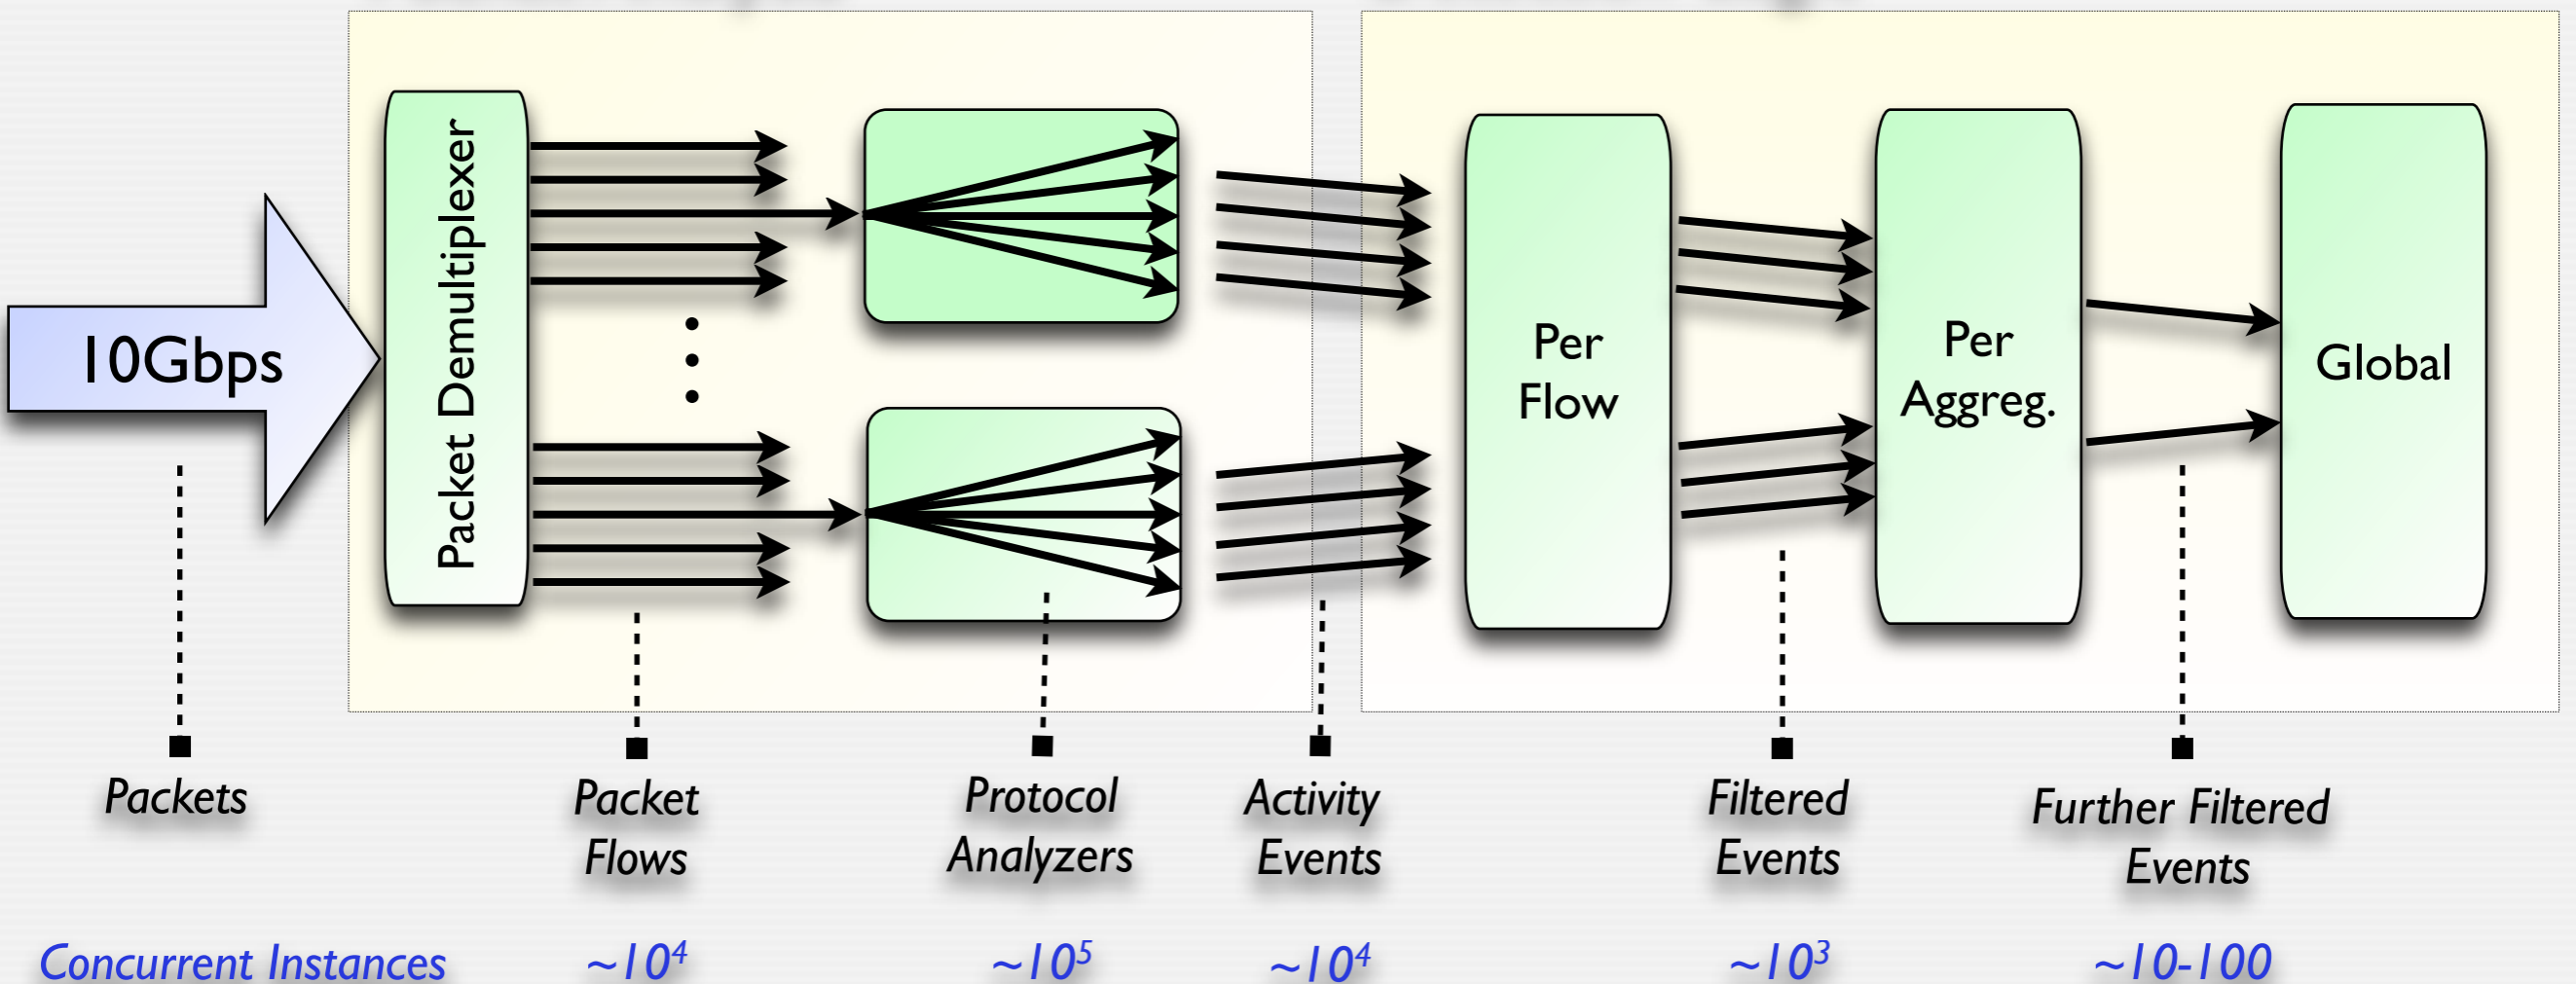 10Gbps
Packet Demultiplexer
Per
Flow
Per
Aggreg.
Global
Packets
Packet
Flows
Protocol
Analyzers
Activity
Events
Filtered
Events
Further Filtered
Events
Concurrent Instances
~10⁴
~10⁵
~10⁴
~10³
~10-100